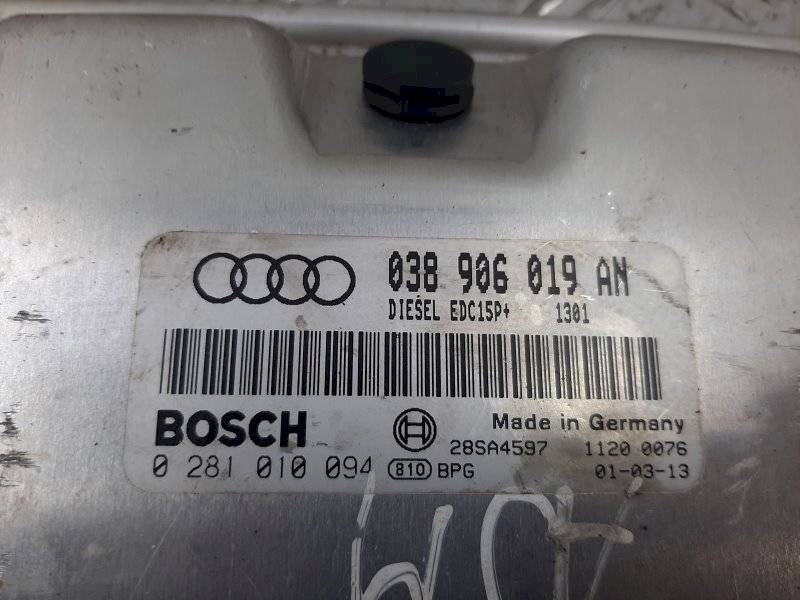 038 906 019 AN
DIESEL EDC15P+ 1301
BOSCH
Made in Germany
28SA4597 1120 0076
0 281 010 094 810 BPG 01-03-13